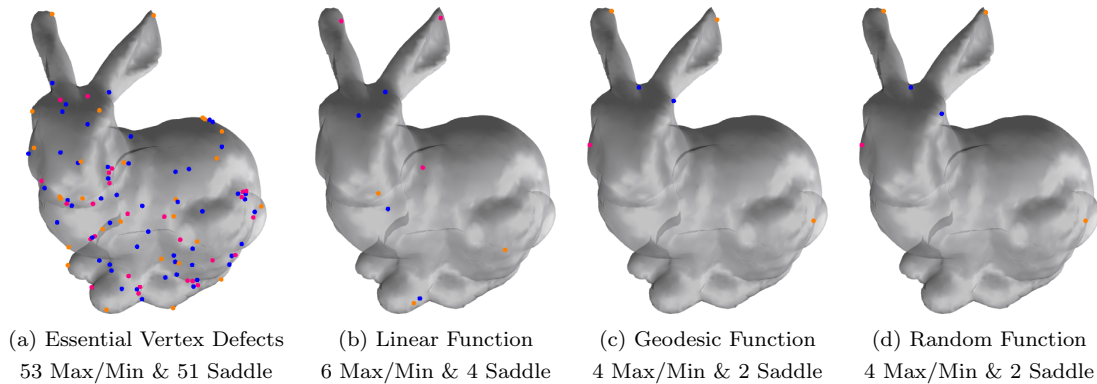 (a) Essential Vertex Defects
53 Max/Min & 51 Saddle
(b) Linear Function
6 Max/Min & 4 Saddle
(c) Geodesic Function
4 Max/Min & 2 Saddle
(d) Random Function
4 Max/Min & 2 Saddle